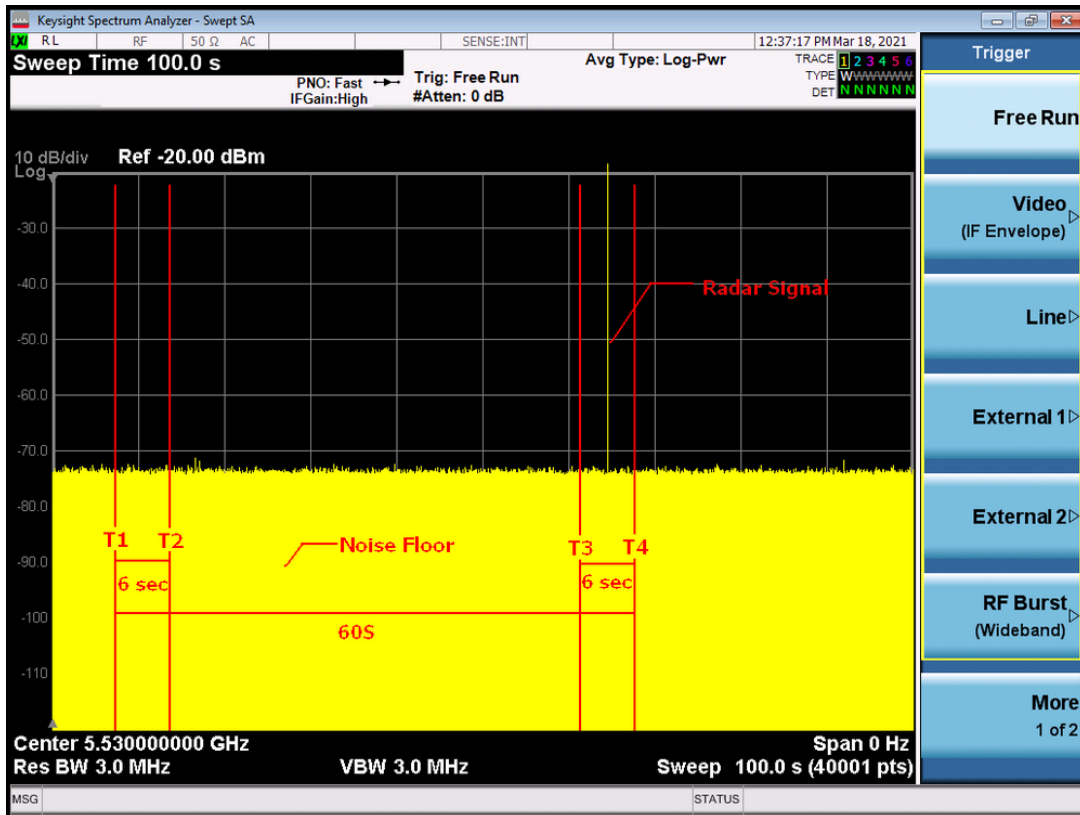 Keysight Spectrum Analyzer - Swept SA
LXI RL RF 50 Ω AC SENSE:INT 12:37:17 PM Mar 18, 2021
Sweep Time 100.0 s
PNO: Fast
IFGain:High
Trig: Free Run
#Atten: 0 dB
Avg Type: Log-Pwr
TRACE 1 2 3 4 5 6
TYPE WWWWWW
DET N N N N N N
10 dB/div
Log
Ref -20.00 dBm
-30.0
-40.0
-50.0
-60.0
-70.0
-80.0
-90.0
-100
-110
Radar Signal
T1 T2
Noise Floor
T3 T4
6 sec
6 sec
60S
Center 5.530000000 GHz
Span 0 Hz
Res BW 3.0 MHz
VBW 3.0 MHz
Sweep 100.0 s (40001 pts)
MSG
STATUS
Trigger
Free Run
Video
(IF Envelope)
Line
External 1
External 2
RF Burst
(Wideband)
More
1 of 2